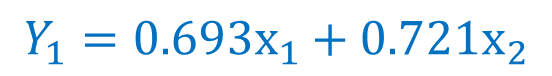 Y₁ = 0.693x₁ + 0.721x₂